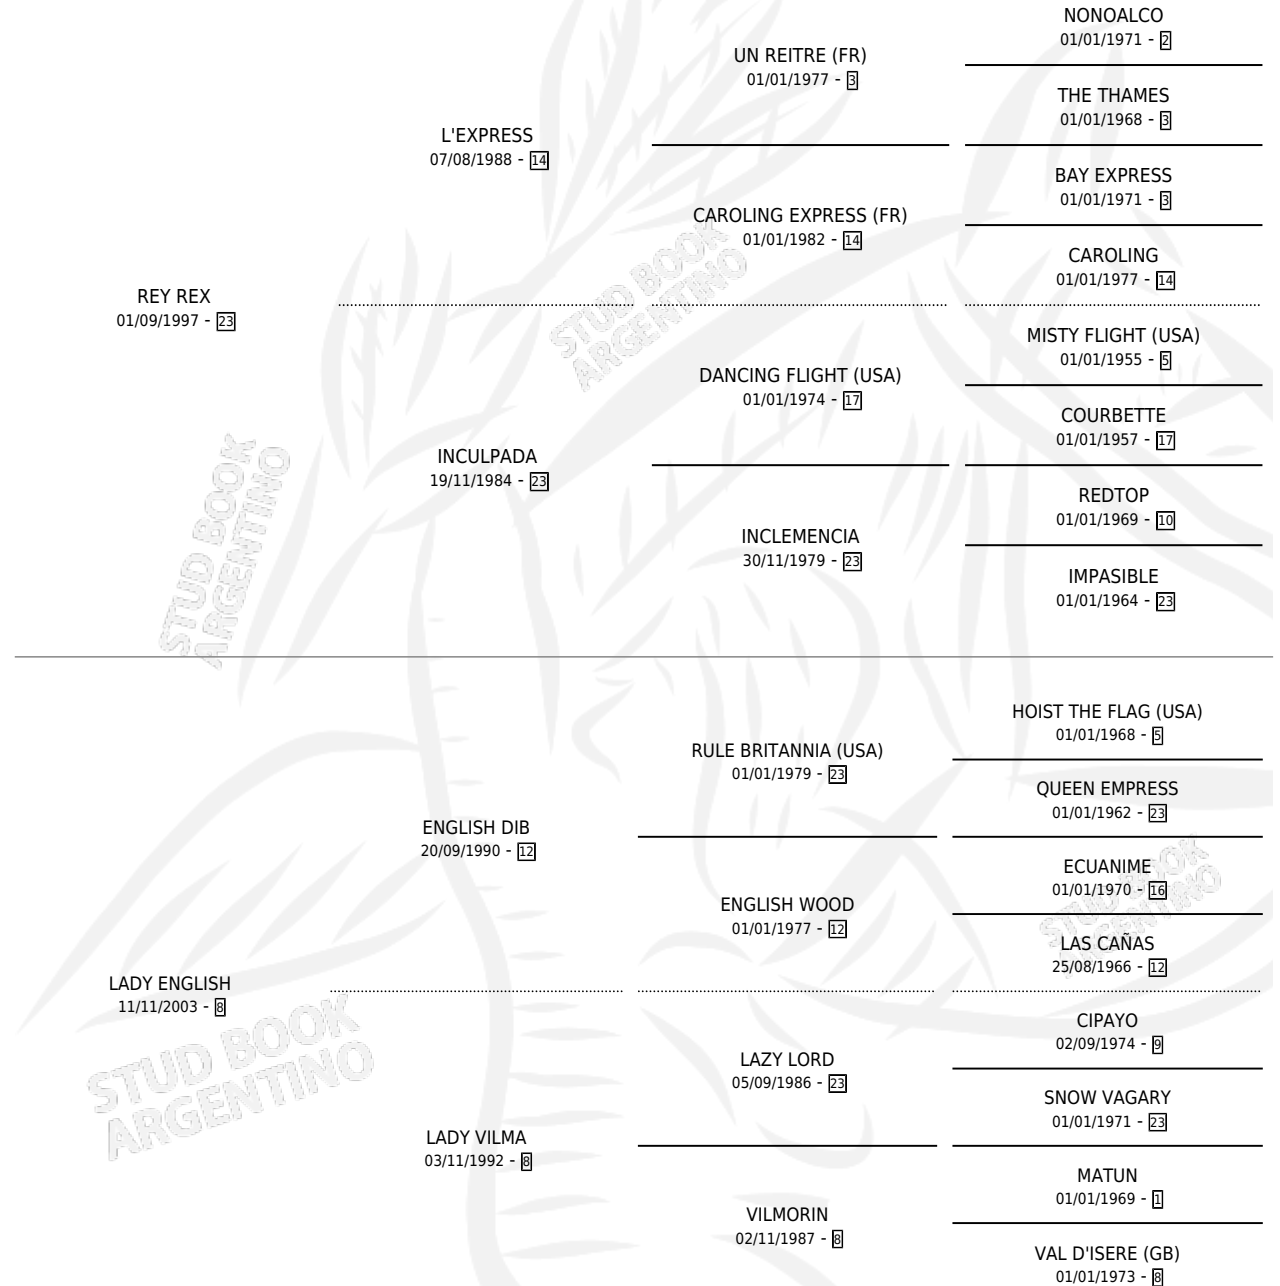 NONOALCO
01/01/1971 - 2
UN REITRE (FR)
01/01/1977 - 3
THE THAMES
01/01/1968 - 3
L'EXPRESS
07/08/1988 - 14
BAY EXPRESS
01/01/1971 - 3
CAROLING EXPRESS (FR)
01/01/1982 - 14
CAROLING
01/01/1977 - 14
REY REX
01/09/1997 - 23
MISTY FLIGHT (USA)
01/01/1955 - 5
DANCING FLIGHT (USA)
01/01/1974 - 17
COURBETTE
01/01/1957 - 17
INCULPADA
19/11/1984 - 23
REDTOP
01/01/1969 - 10
INCLEMENCIA
30/11/1979 - 23
IMPASIBLE
01/01/1964 - 23
HOIST THE FLAG (USA)
01/01/1968 - 5
RULE BRITANNIA (USA)
01/01/1979 - 23
QUEEN EMPRESS
01/01/1962 - 23
ENGLISH DIB
20/09/1990 - 12
ECUANIME
01/01/1970 - 16
ENGLISH WOOD
01/01/1977 - 12
LAS CAÑAS
25/08/1966 - 12
LADY ENGLISH
11/11/2003 - 8
CIPAYO
02/09/1974 - 9
LAZY LORD
05/09/1986 - 23
SNOW VAGARY
01/01/1971 - 23
LADY VILMA
03/11/1992 - 8
MATUN
01/01/1969 - 1
VILMORIN
02/11/1987 - 8
VAL D'ISERE (GB)
01/01/1973 - 8
STUD BOOK
ARGENTINO
STUD BOOK
ARGENTINO
STUD BOOK
ARGENTINO
STUD BOOK
ARGENTINO